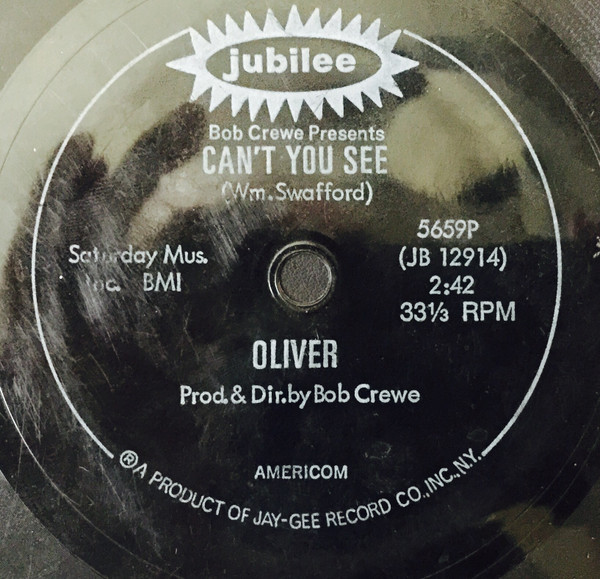 jubilee
Bob Crewe Presents
CAN'T YOU SEE
(Wm. Swafford)
Saturday Mus.
Inc. BMI
5659P
(JB 12914)
2:42
33⅓ RPM
OLIVER
Prod. & Dir. by Bob Crewe
AMERICOM
®A PRODUCT OF JAY-GEE RECORD CO., INC., N.Y.